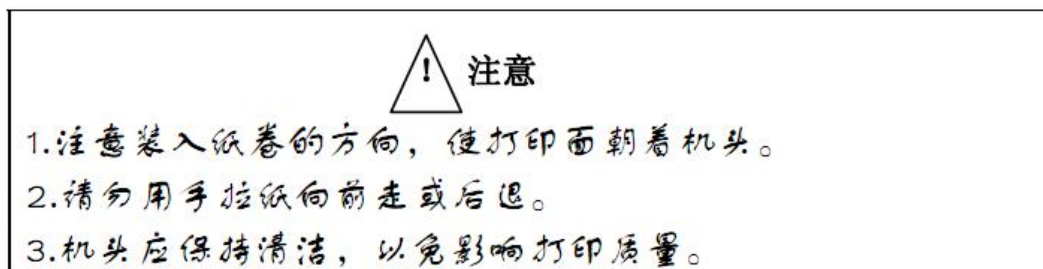 ! 注意
1.注意装入纸卷的方向，使打印面朝着机头。
2.请勿用手拉纸向前走或后退。
3.机头应保持清洁，以免影响打印质量。